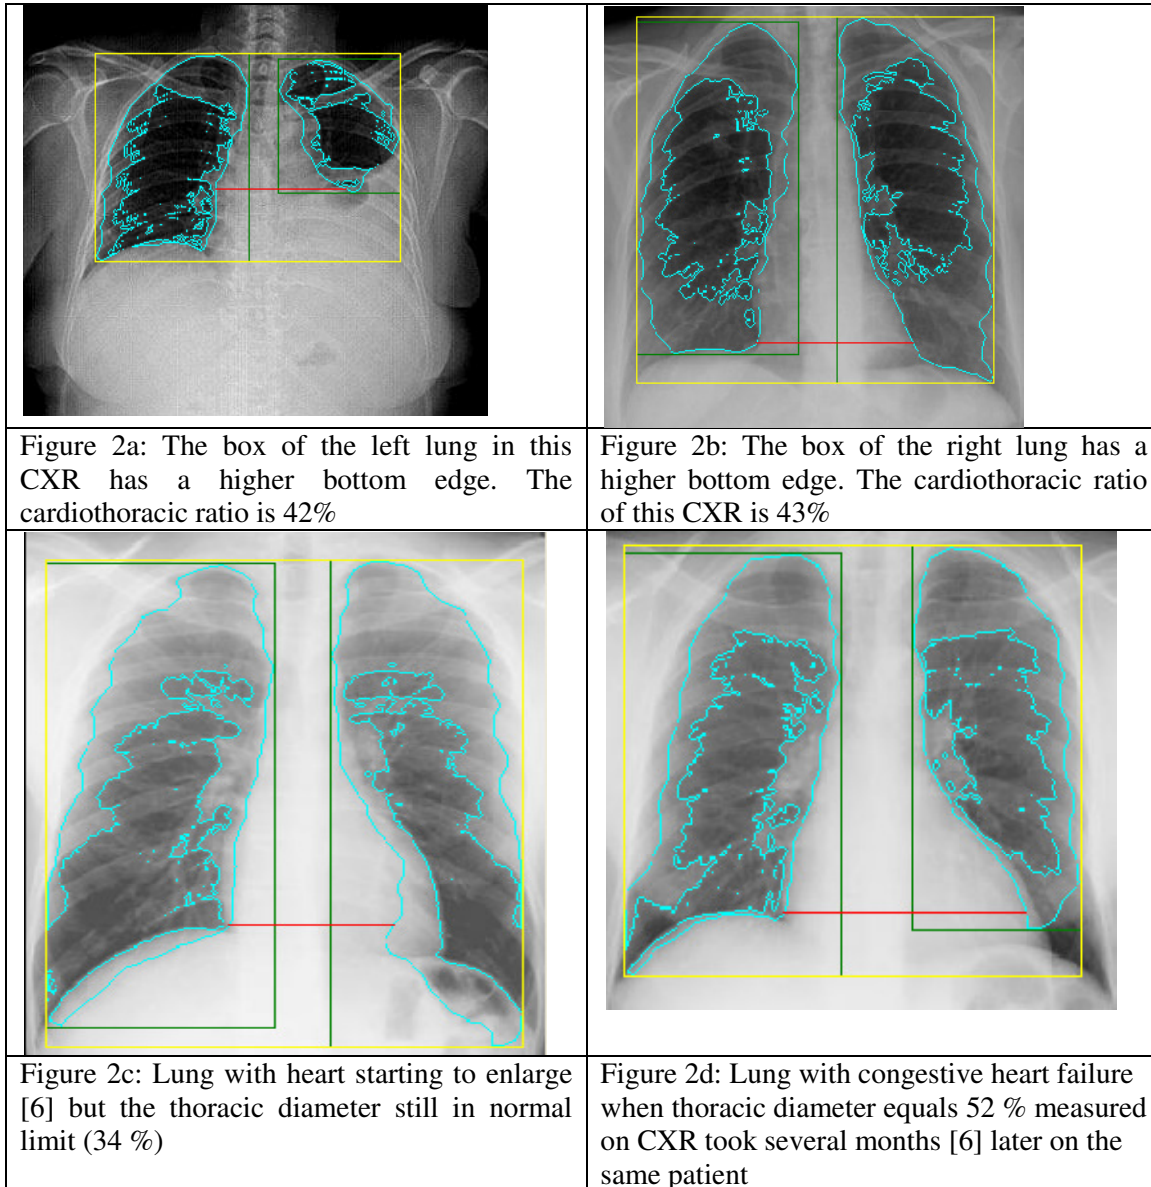 Figure 2a: The box of the left lung in this
CXR has a higher bottom edge. The
cardiothoracic ratio is 42%
Figure 2b: The box of the right lung has a
higher bottom edge. The cardiothoracic ratio
of this CXR is 43%
Figure 2c: Lung with heart starting to enlarge
[6] but the thoracic diameter still in normal
limit (34 %)
Figure 2d: Lung with congestive heart failure
when thoracic diameter equals 52 % measured
on CXR took several months [6] later on the
same patient